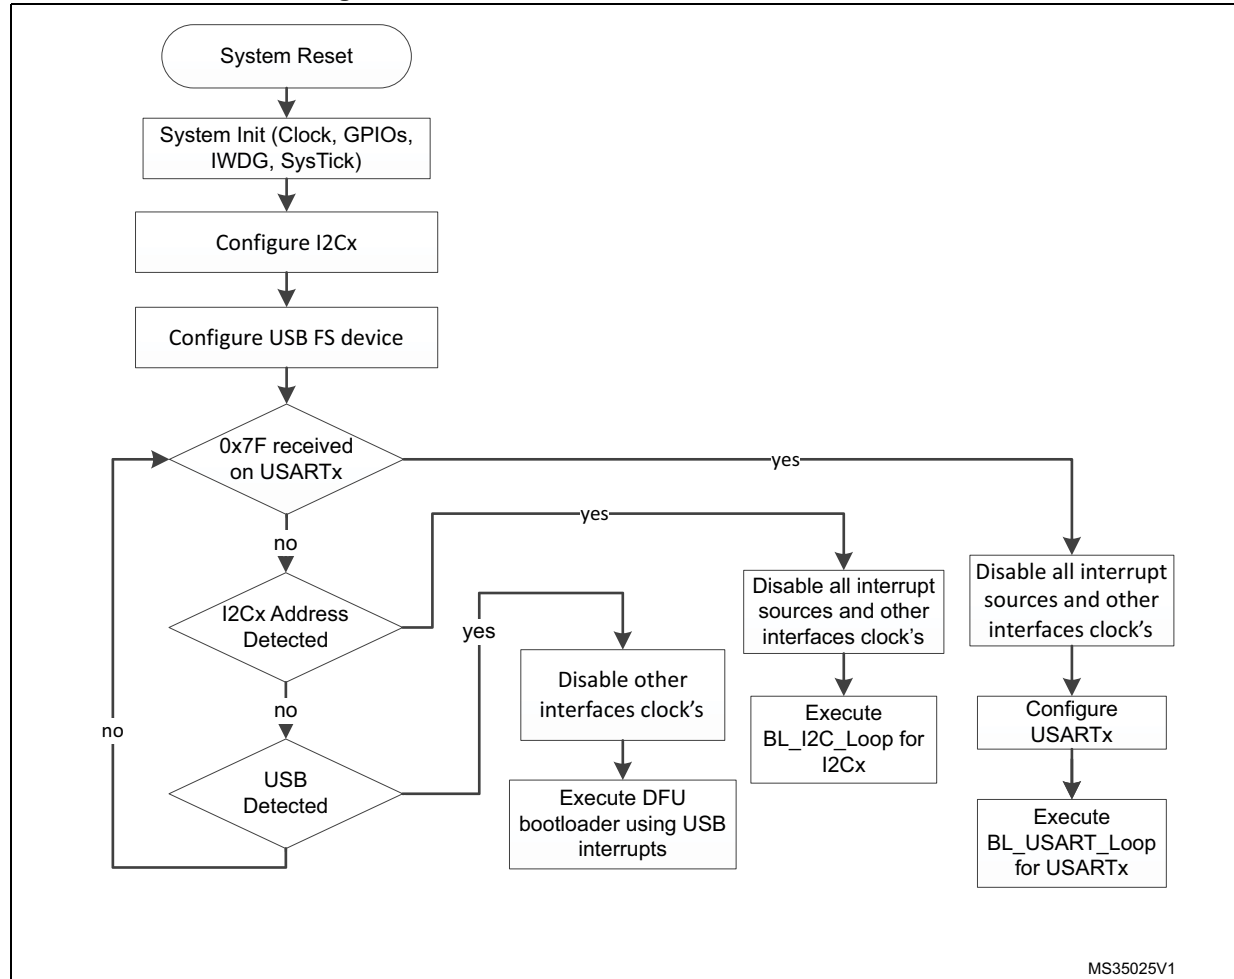 System Reset
System Init (Clock, GPIOs,
IWDG, SysTick)
Configure I2Cx
Configure USB FS device
0x7F received
on USARTx
yes
no
yes
I2Cx Address
Detected
yes
Disable all interrupt
sources and other
interfaces clock's
Disable all interrupt
sources and other
interfaces clock's
no
no
Disable other
interfaces clock's
Execute
BL_I2C_Loop for
I2Cx
Configure
USARTx
USB
Detected
Execute DFU
bootloader using USB
interrupts
Execute
BL_USART_Loop
for USARTx
MS35025V1